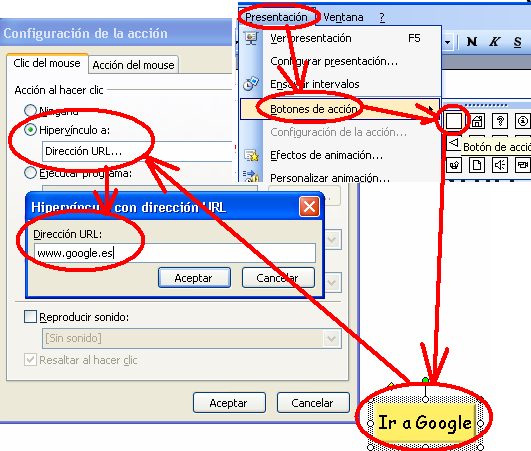 Configuración de la acción
Clic del mouse
Acción del mouse
Acción al hacer clic
Ninguna
Hipervínculo a:
Dirección URL...
Ejecutar programa:
Hipervínculo con dirección URL
Dirección URL:
www.google.es
Aceptar
Cancelar
Reproducir sonido:
[Sin sonido]
Resaltar al hacer clic
Aceptar
Cancelar
Presentación
Ventana
?
Ver presentación
F5
Configurar presentación...
Ensayar intervalos
Botones de acción
Configuración de la acción...
Efectos de animación...
Personalizar animación...
N K S
Botón de acció
Ir a Google